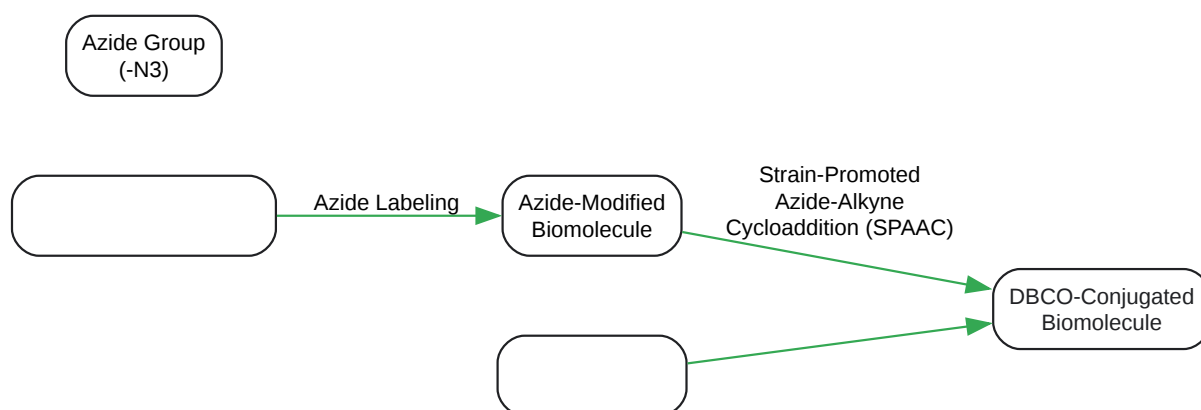 Azide Group
(-N3)
Azide Labeling
Azide-Modified
Biomolecule
Strain-Promoted
Azide-Alkyne
Cycloaddition (SPAAC)
DBCO-Conjugated
Biomolecule